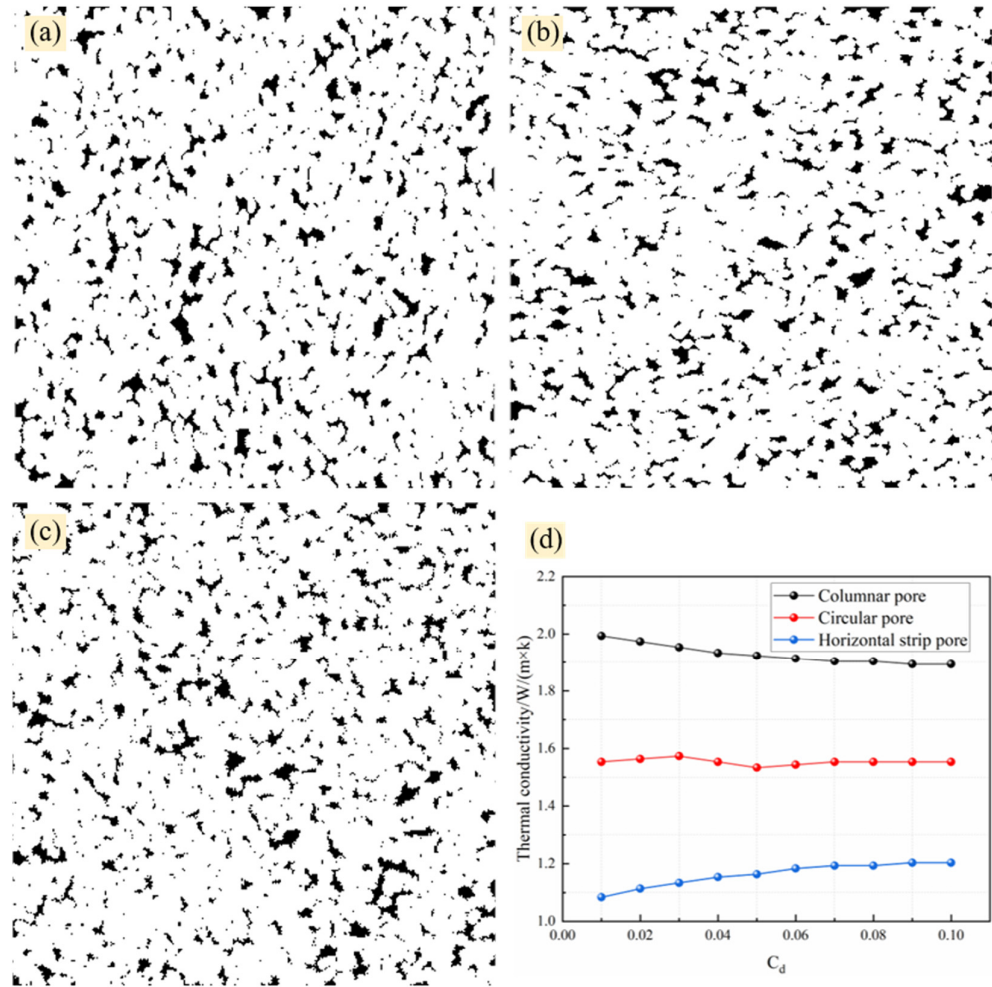 (a)
(b)
(c)
(d)
Thermal conductivity/W/(m×k)
2.2
2.0
1.8
1.6
1.4
1.2
1.0
Columnar pore
Circular pore
Horizontal strip pore
0.00 0.02 0.04 0.06 0.08 0.10
Cd